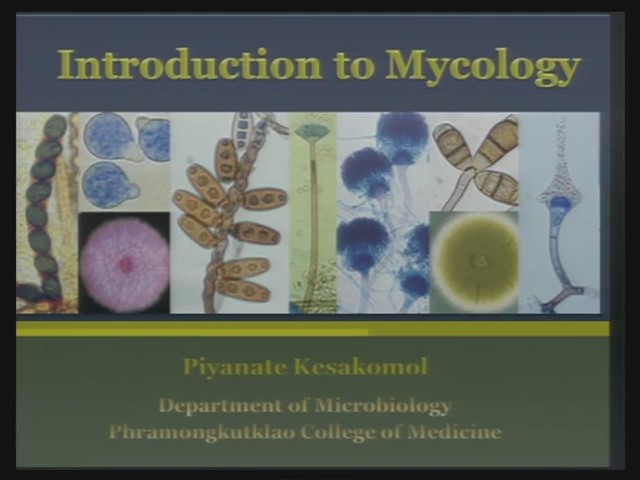 Introduction to Mycology
Piyanate Kesakomol
Department of Microbiology
Phramongkutklao College of Medicine